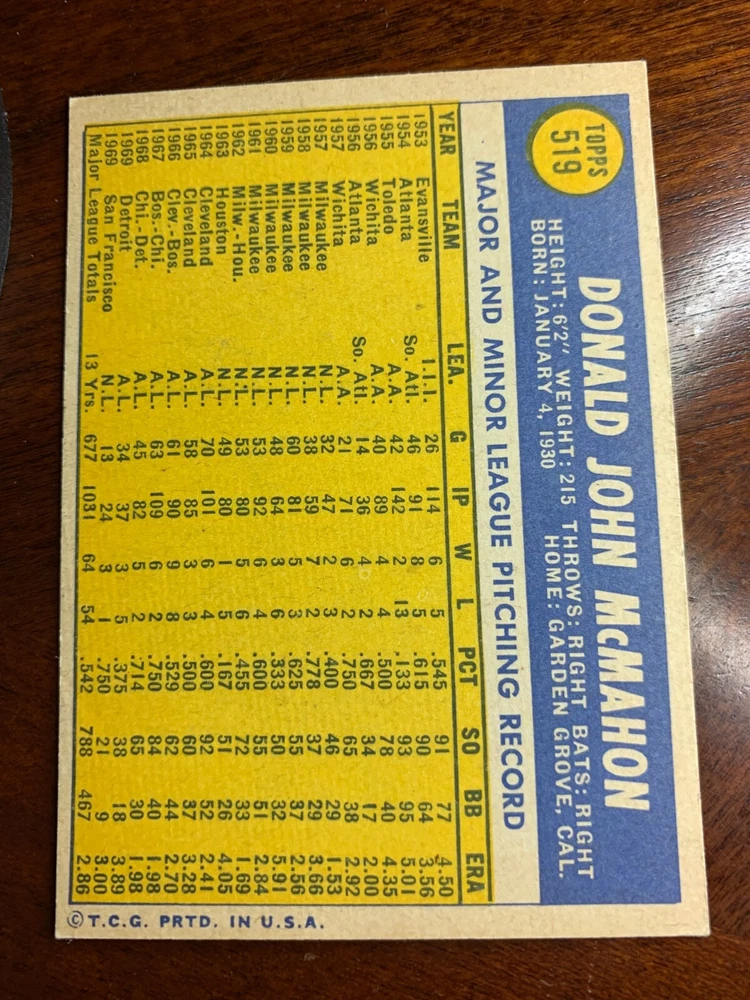 TOPPS
519
DONALD JOHN McMAHON
HEIGHT: 6'2" WEIGHT: 215 THROWS: RIGHT BATS: RIGHT
BORN: JANUARY 4, 1930 HOME: GARDEN GROVE, CAL.
MAJOR AND MINOR LEAGUE PITCHING RECORD
YEAR TEAM LEA. G IP W L PCT SO BB ERA
1953 Evansville I.I.I. 26 114 6 5 .545 91 77 4.50
1954 Atlanta So. Atl. 46 91 8 5 .615 90 64 3.56
1955 Toledo A.A. 42 142 2 13 .133 93 95 5.01
1956 Wichita A.A. 40 89 4 4 .500 78 40 4.35
1956 Atlanta So. Atl. 14 36 4 2 .667 34 17 2.00
1957 Wichita A.A. 21 71 6 2 .750 65 38 2.92
1957 Milwaukee N.L. 32 47 2 3 .400 46 29 1.53
1958 Milwaukee N.L. 38 59 7 2 .778 37 29 3.66
1959 Milwaukee N.L. 60 81 5 3 .625 55 37 2.56
1960 Milwaukee N.L. 48 64 3 6 .333 50 32 5.91
1961 Milwaukee N.L. 53 92 6 4 .600 55 51 2.84
1962 Milw.-Hou. N.L. 53 80 5 6 .455 72 33 1.69
1963 Houston N.L. 49 80 1 5 .167 51 26 4.05
1964 Cleveland A.L. 70 101 6 4 .600 92 52 2.41
1965 Cleveland A.L. 58 85 3 3 .500 60 37 3.28
1966 Clev.-Bos. A.L. 61 90 9 8 .529 62 44 2.70
1967 Bos.-Chi. A.L. 63 109 6 2 .750 84 40 1.98
1968 Chi.-Det. A.L. 45 82 5 2 .714 65 30 1.98
1969 Detroit A.L. 34 37 3 5 .375 38 18 3.89
1969 San Francisco N.L. 13 24 3 1 .750 21 9 3.00
Major League Totals 13 Yrs. 677 1031 64 54 .542 788 467 2.86
© T.C.G. PRTD. IN U.S.A.